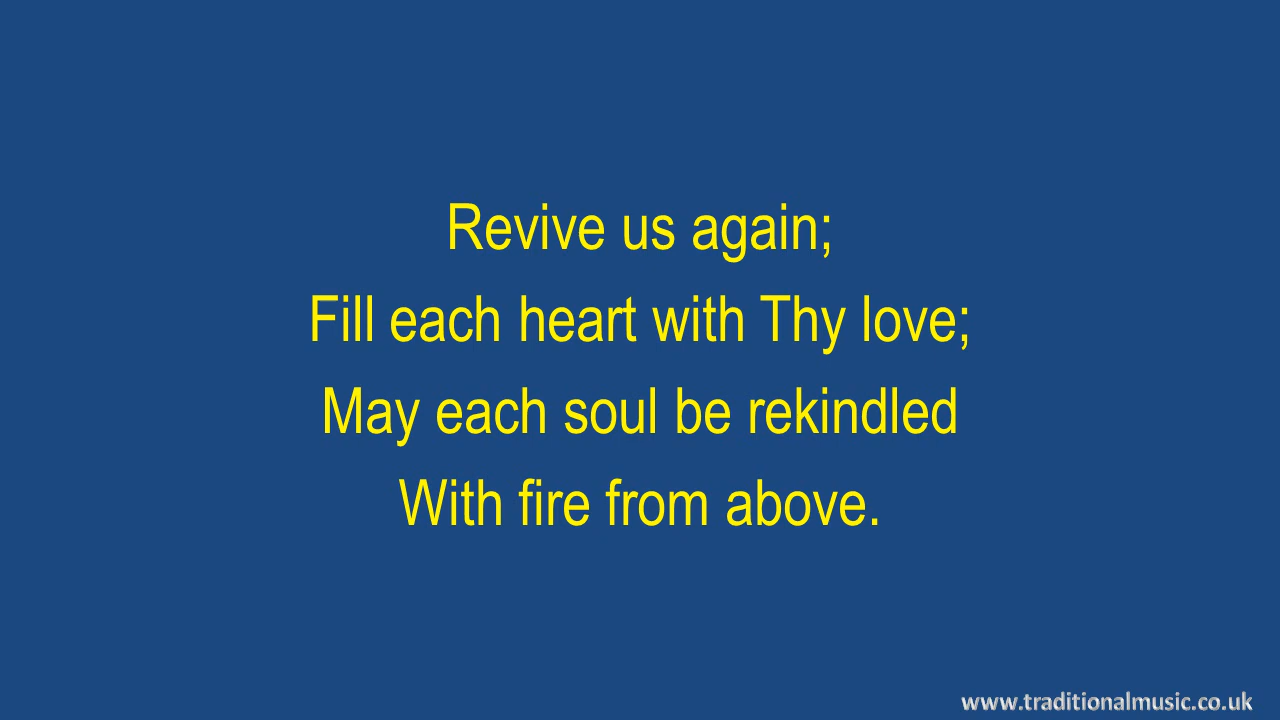 Revive us again;
Fill each heart with Thy love;
May each soul be rekindled
With fire from above.
www.traditionalmusic.co.uk